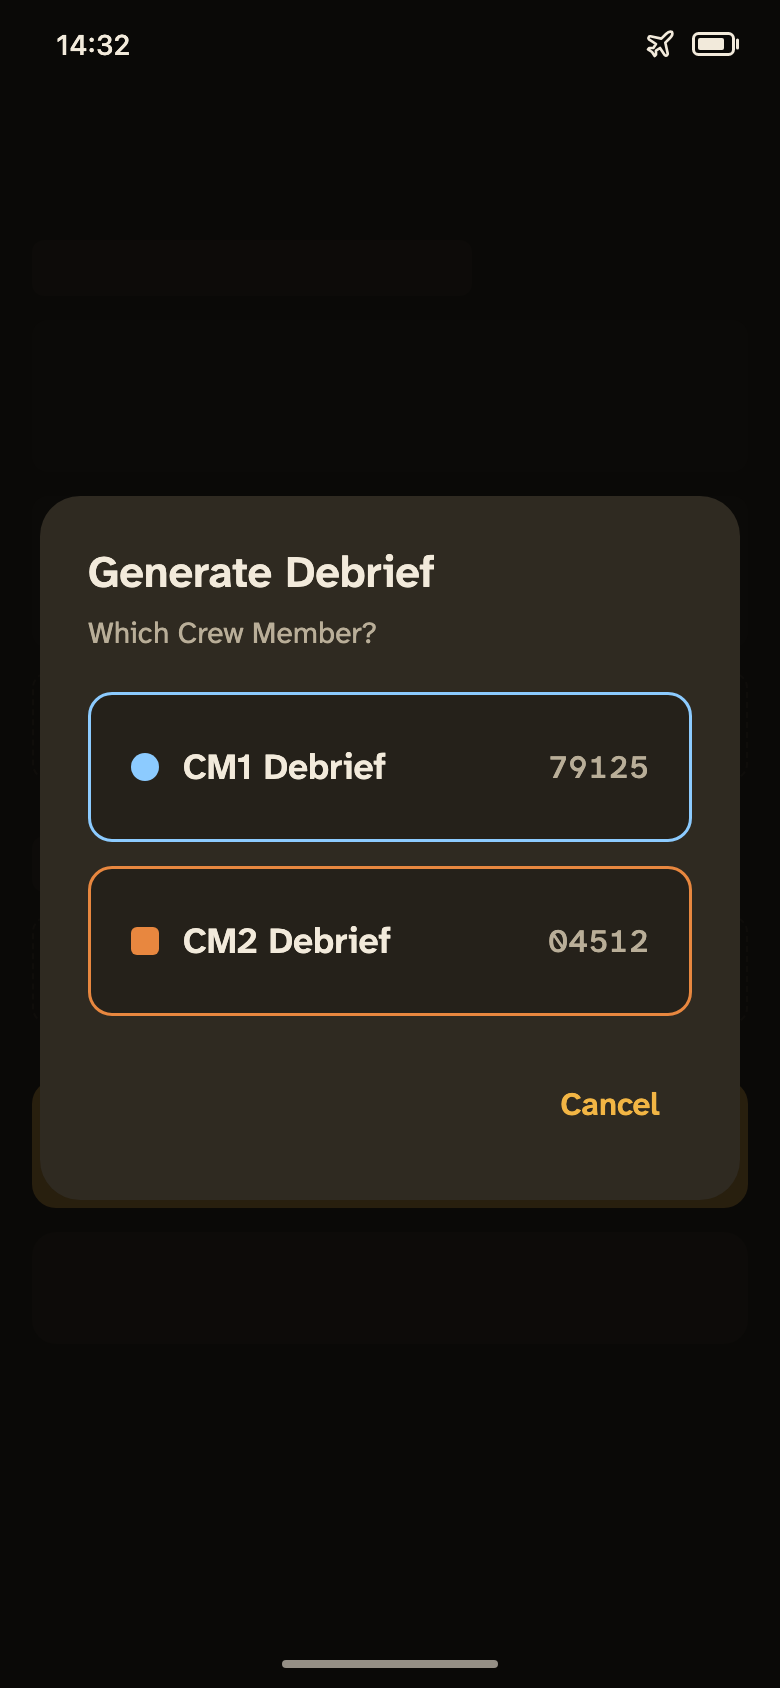 14:32
Generate Debrief
Which Crew Member?
CM1 Debrief 79125
CM2 Debrief 04512
Cancel